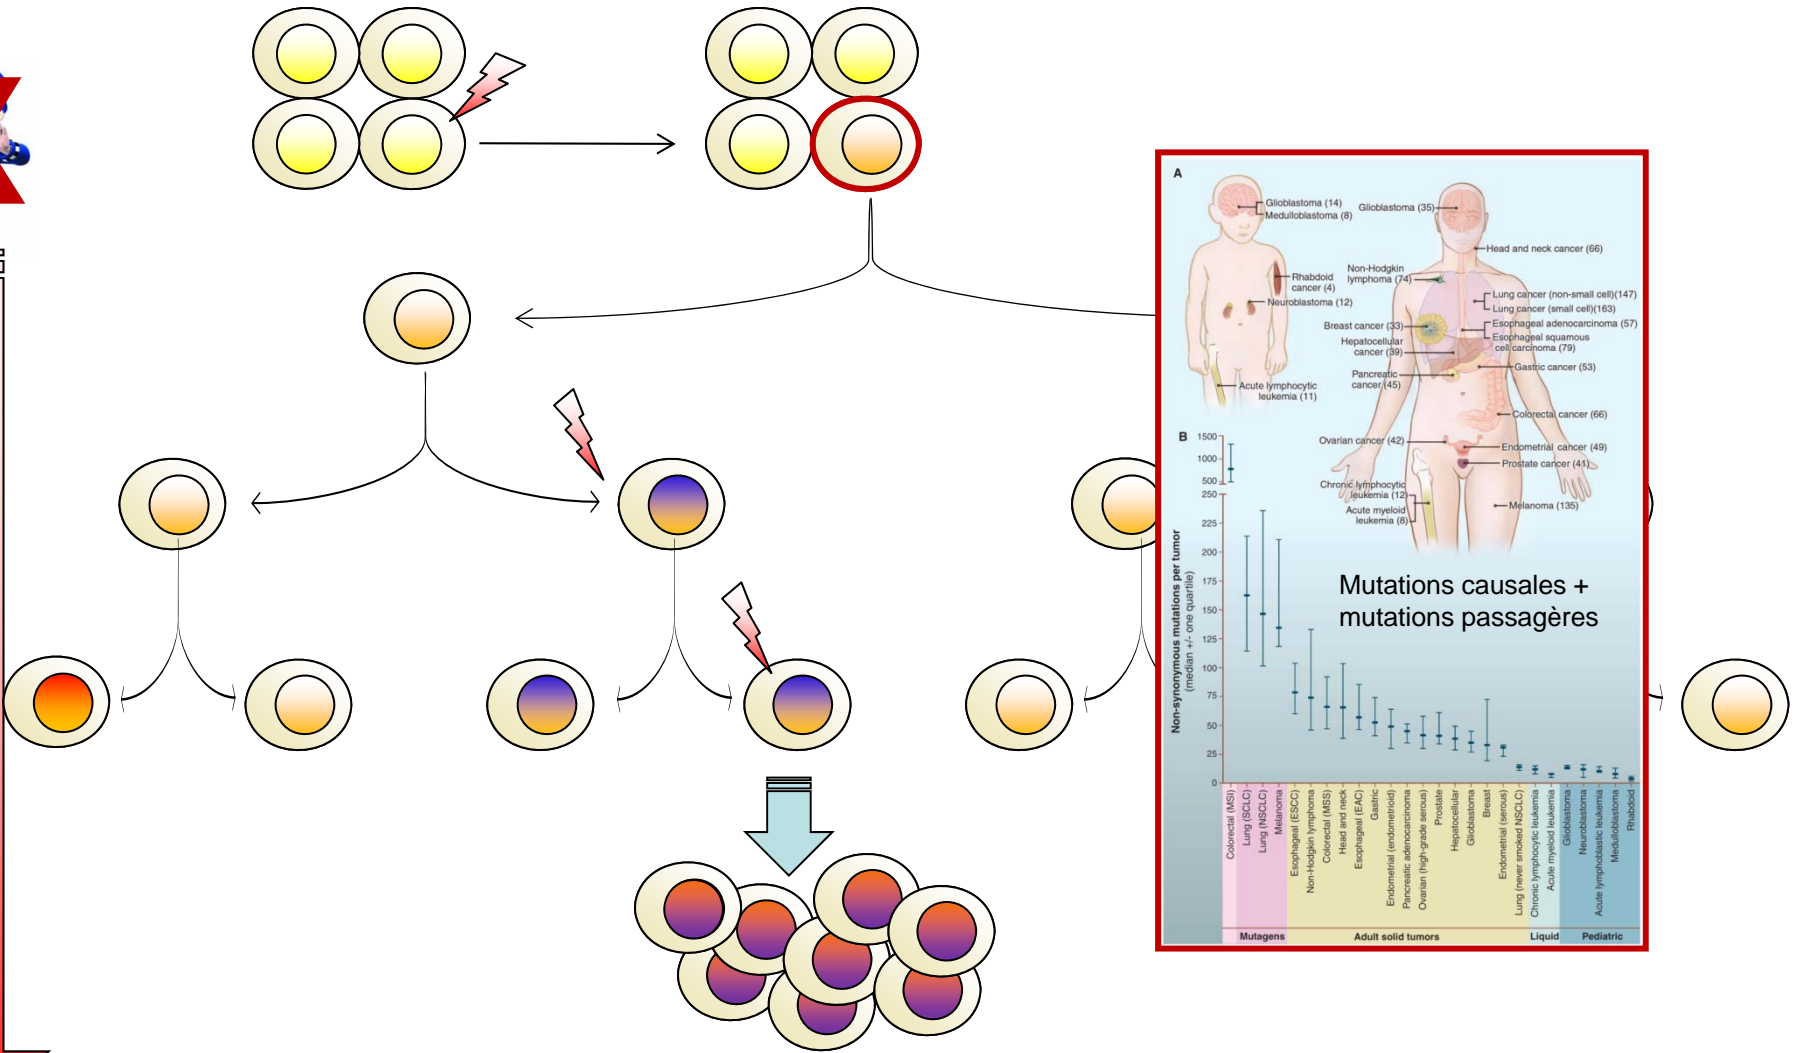 A
Glioblastoma (14)
Medulloblastoma (8)
Glioblastoma (35)
Head and neck cancer (66)
Non-Hodgkin
lymphoma (74)
Rhabdoid
cancer (4)
Neuroblastoma (12)
Lung cancer (non-small cell)(147)
Lung cancer (small cell)(163)
Breast cancer (33)
Esophageal adenocarcinoma (57)
Esophageal squamous
cell carcinoma (79)
Hepatocellular
cancer (39)
Gastric cancer (53)
Pancreatic
cancer (45)
Acute lymphocytic
leukemia (11)
Colorectal cancer (66)
Ovarian cancer (42)
Endometrial cancer (49)
Prostate cancer (41)
Chronic lymphocytic
leukemia (12)
Acute myeloid
leukemia (8)
Melanoma (135)
B
1500
1000
500
250
225
200
175
150
125
100
75
50
25
0
Non-synonymous mutations per tumor
(median +/- one quartile)
Mutations causales +
mutations passagères
Colorectal (MSI)
Lung (SCLC)
Lung (NSCLC)
Melanoma
Esophageal (ESCC)
Non-Hodgkin lymphoma
Colorectal (MSS)
Head and neck
Esophageal (EAC)
Gastric
Endometrial (endometrioid)
Pancreatic adenocarcinoma
Ovarian (high-grade serous)
Prostate
Hepatocellular
Glioblastoma
Breast
Endometrial (serous)
Lung (never smoked NSCLC)
Chronic lymphocytic leukemia
Acute myeloid leukemia
Glioblastoma
Neuroblastoma
Acute lymphoblastic leukemia
Medulloblastoma
Rhabdoid
Mutagens
Adult solid tumors
Liquid
Pediatric